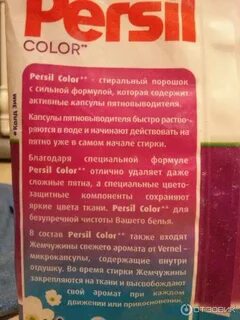 Persil
COLOR**
Persil Color** - стиральный порошок
с сильной формулой, которая содержит
активные капсулы пятновыводителя.
Капсулы пятновыводителя быстро раство-
ряются в воде и начинают действовать на
пятно уже в самом начале стирки.
Благодаря специальной формуле
Persil Color** отлично удаляет даже
сложные пятна, а специальные цвето-
защитные компоненты сохраняют
яркие цвета ткани. Persil Color** для
безупречной чистоты Вашего белья.
В состав Persil Color** также входят
Жемчужины свежего аромата от Vernel -
микрокапсулы, содержащие внутри
отдушку. Во время стирки Жемчужины
закрепляются на ткани и высвобождают
свой аромат при каждом
движении или прикосновении.